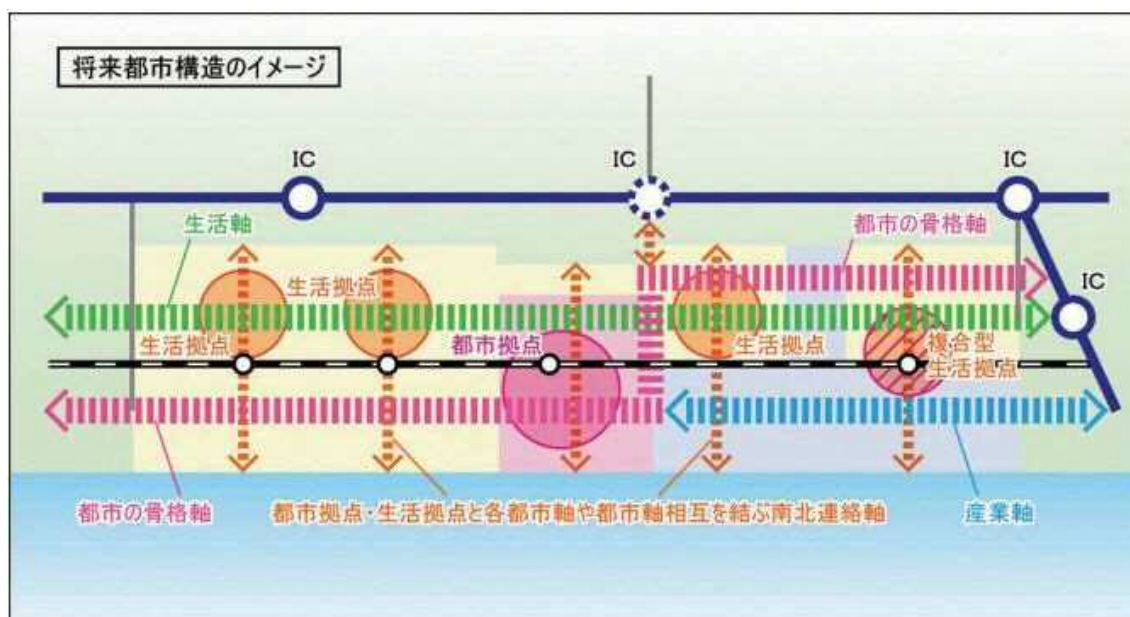 将来都市構造のイメージ
IC
IC
IC
生活軸
都市の骨格軸
生活拠点
IC
生活拠点
都市拠点
生活拠点
複合型
生活拠点
都市の骨格軸
都市拠点・生活拠点と各都市軸や都市軸相互を結ぶ南北連絡軸
産業軸